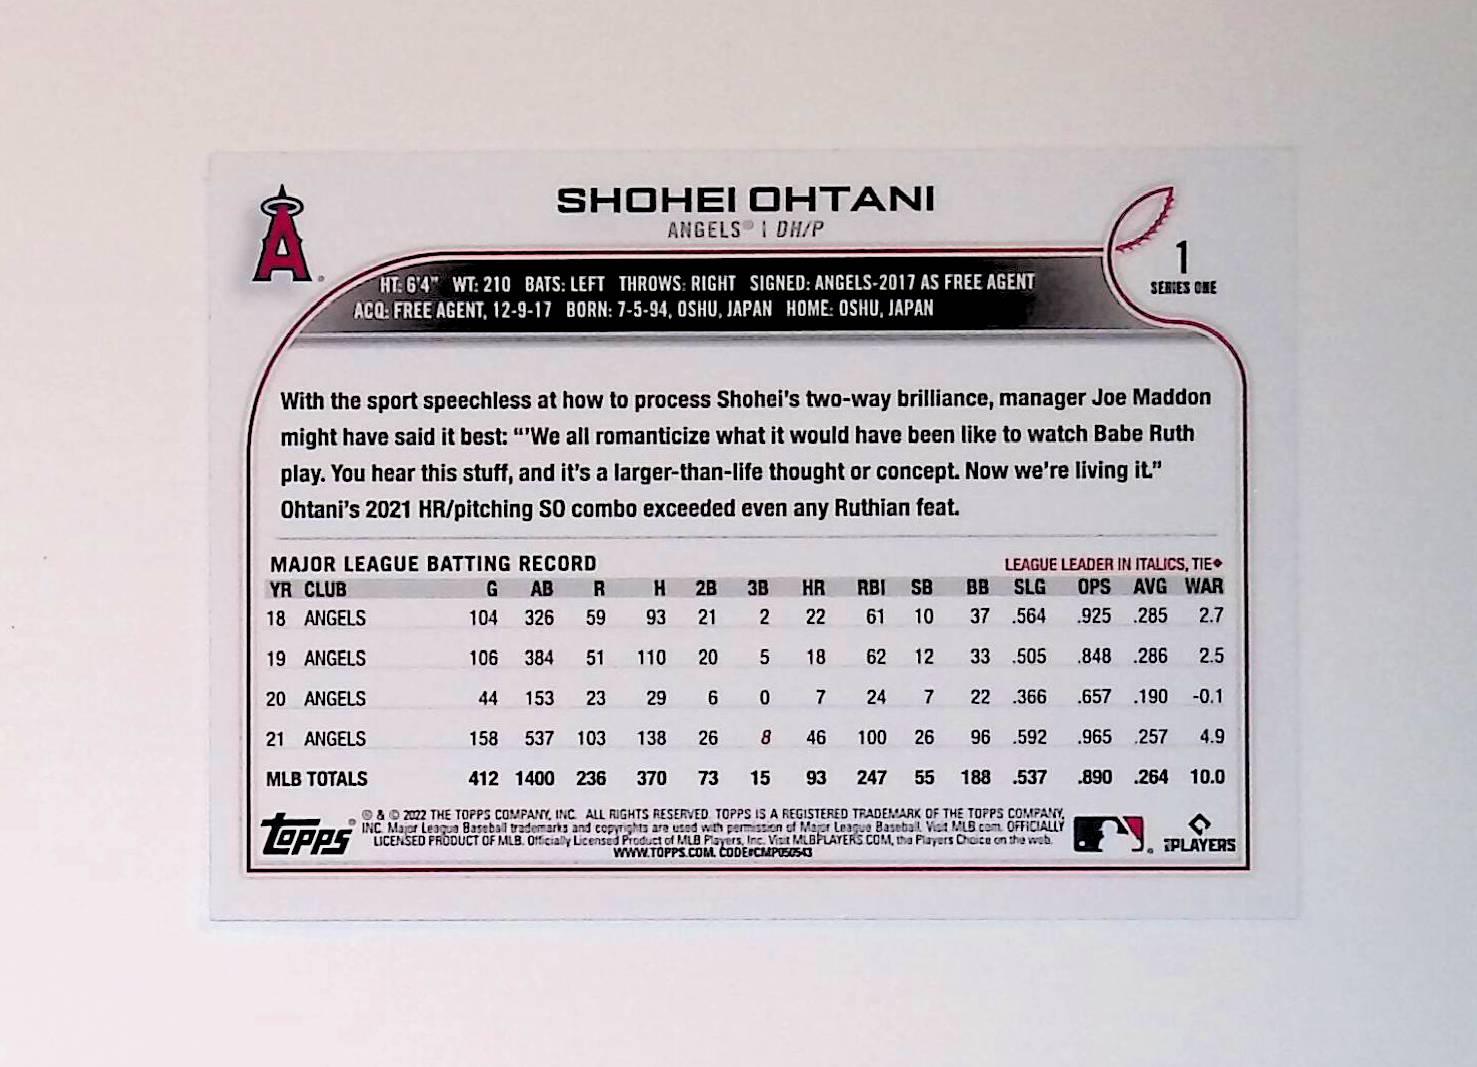 SHOHEI OHTANI
ANGELS® | DH/P
1
SERIES ONE
HT: 6'4" WT: 210 BATS: LEFT THROWS: RIGHT SIGNED: ANGELS-2017 AS FREE AGENT
ACQ: FREE AGENT, 12-9-17 BORN: 7-5-94, OSHU, JAPAN HOME: OSHU, JAPAN
With the sport speechless at how to process Shohei's two-way brilliance, manager Joe Maddon
might have said it best: “'We all romanticize what it would have been like to watch Babe Ruth
play. You hear this stuff, and it's a larger-than-life thought or concept. Now we're living it.”
Ohtani's 2021 HR/pitching SO combo exceeded even any Ruthian feat.
MAJOR LEAGUE BATTING RECORD LEAGUE LEADER IN ITALICS, TIE◆
YR CLUB G AB R H 2B 3B HR RBI SB BB SLG OPS AVG WAR
18 ANGELS 104 326 59 93 21 2 22 61 10 37 .564 .925 .285 2.7
19 ANGELS 106 384 51 110 20 5 18 62 12 33 .505 .848 .286 2.5
20 ANGELS 44 153 23 29 6 0 7 24 7 22 .366 .657 .190 -0.1
21 ANGELS 158 537 103 138 26 8 46 100 26 96 .592 .965 .257 4.9
MLB TOTALS 412 1400 236 370 73 15 93 247 55 188 .537 .890 .264 10.0
topps®
® & © 2022 THE TOPPS COMPANY, INC. ALL RIGHTS RESERVED. TOPPS IS A REGISTERED TRADEMARK OF THE TOPPS COMPANY,
INC. Major League Baseball trademarks and copyrights are used with permission of Major League Baseball. Visit MLB.com. OFFICIALLY
LICENSED PRODUCT OF MLB. Officially Licensed Product of MLB Players, Inc. Visit MLBPLAYERS.COM, the Players Choice on the web.
WWW.TOPPS.COM. CODE#CMP050543
PLAYERS